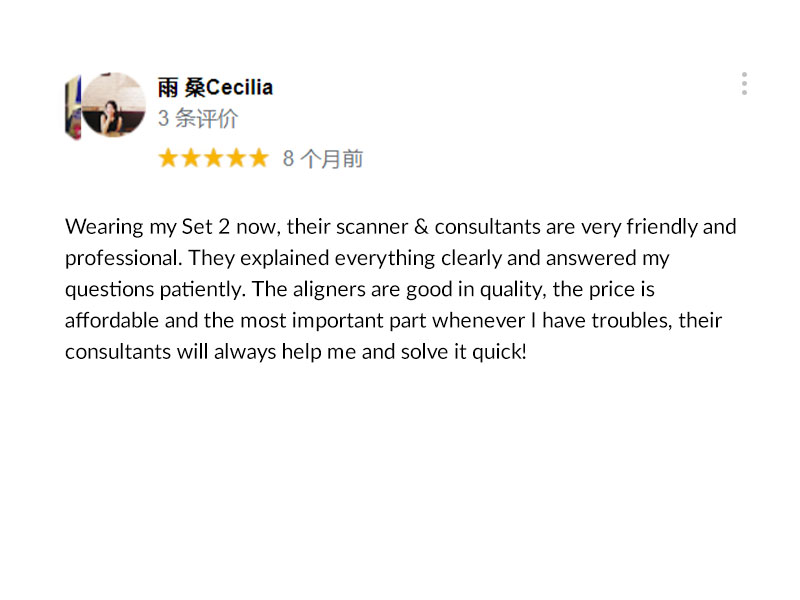 雨 桑Cecilia
3 条评价
★★★★★ 8 个月前
Wearing my Set 2 now, their scanner & consultants are very friendly and
professional. They explained everything clearly and answered my
questions patiently. The aligners are good in quality, the price is
affordable and the most important part whenever I have troubles, their
consultants will always help me and solve it quick!